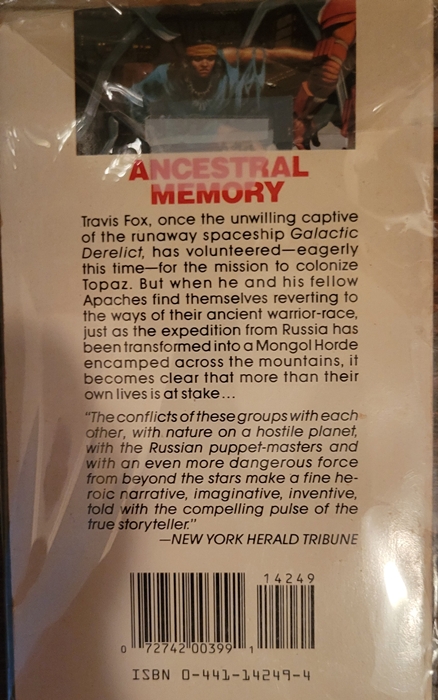 ANCESTRAL
MEMORY
Travis Fox, once the unwilling captive
of the runaway spaceship Galactic
Derelict, has volunteered—eagerly
this time—for the mission to colonize
Topaz. But when he and his fellow
Apaches find themselves reverting to
the ways of their ancient warrior-race,
just as the expedition from Russia has
been transformed into a Mongol Horde
encamped across the mountains, it
becomes clear that more than their
own lives is at stake...
"The conflicts of these groups with each
other, with nature on a hostile planet,
with the Russian puppet-masters and
with an even more dangerous force
from beyond the stars make a fine he-
roic narrative, imaginative, inventive,
told with the compelling pulse of the
true storyteller."
—NEW YORK HERALD TRIBUNE
14249
0 72742 00399 1
ISBN 0-441-14249-4